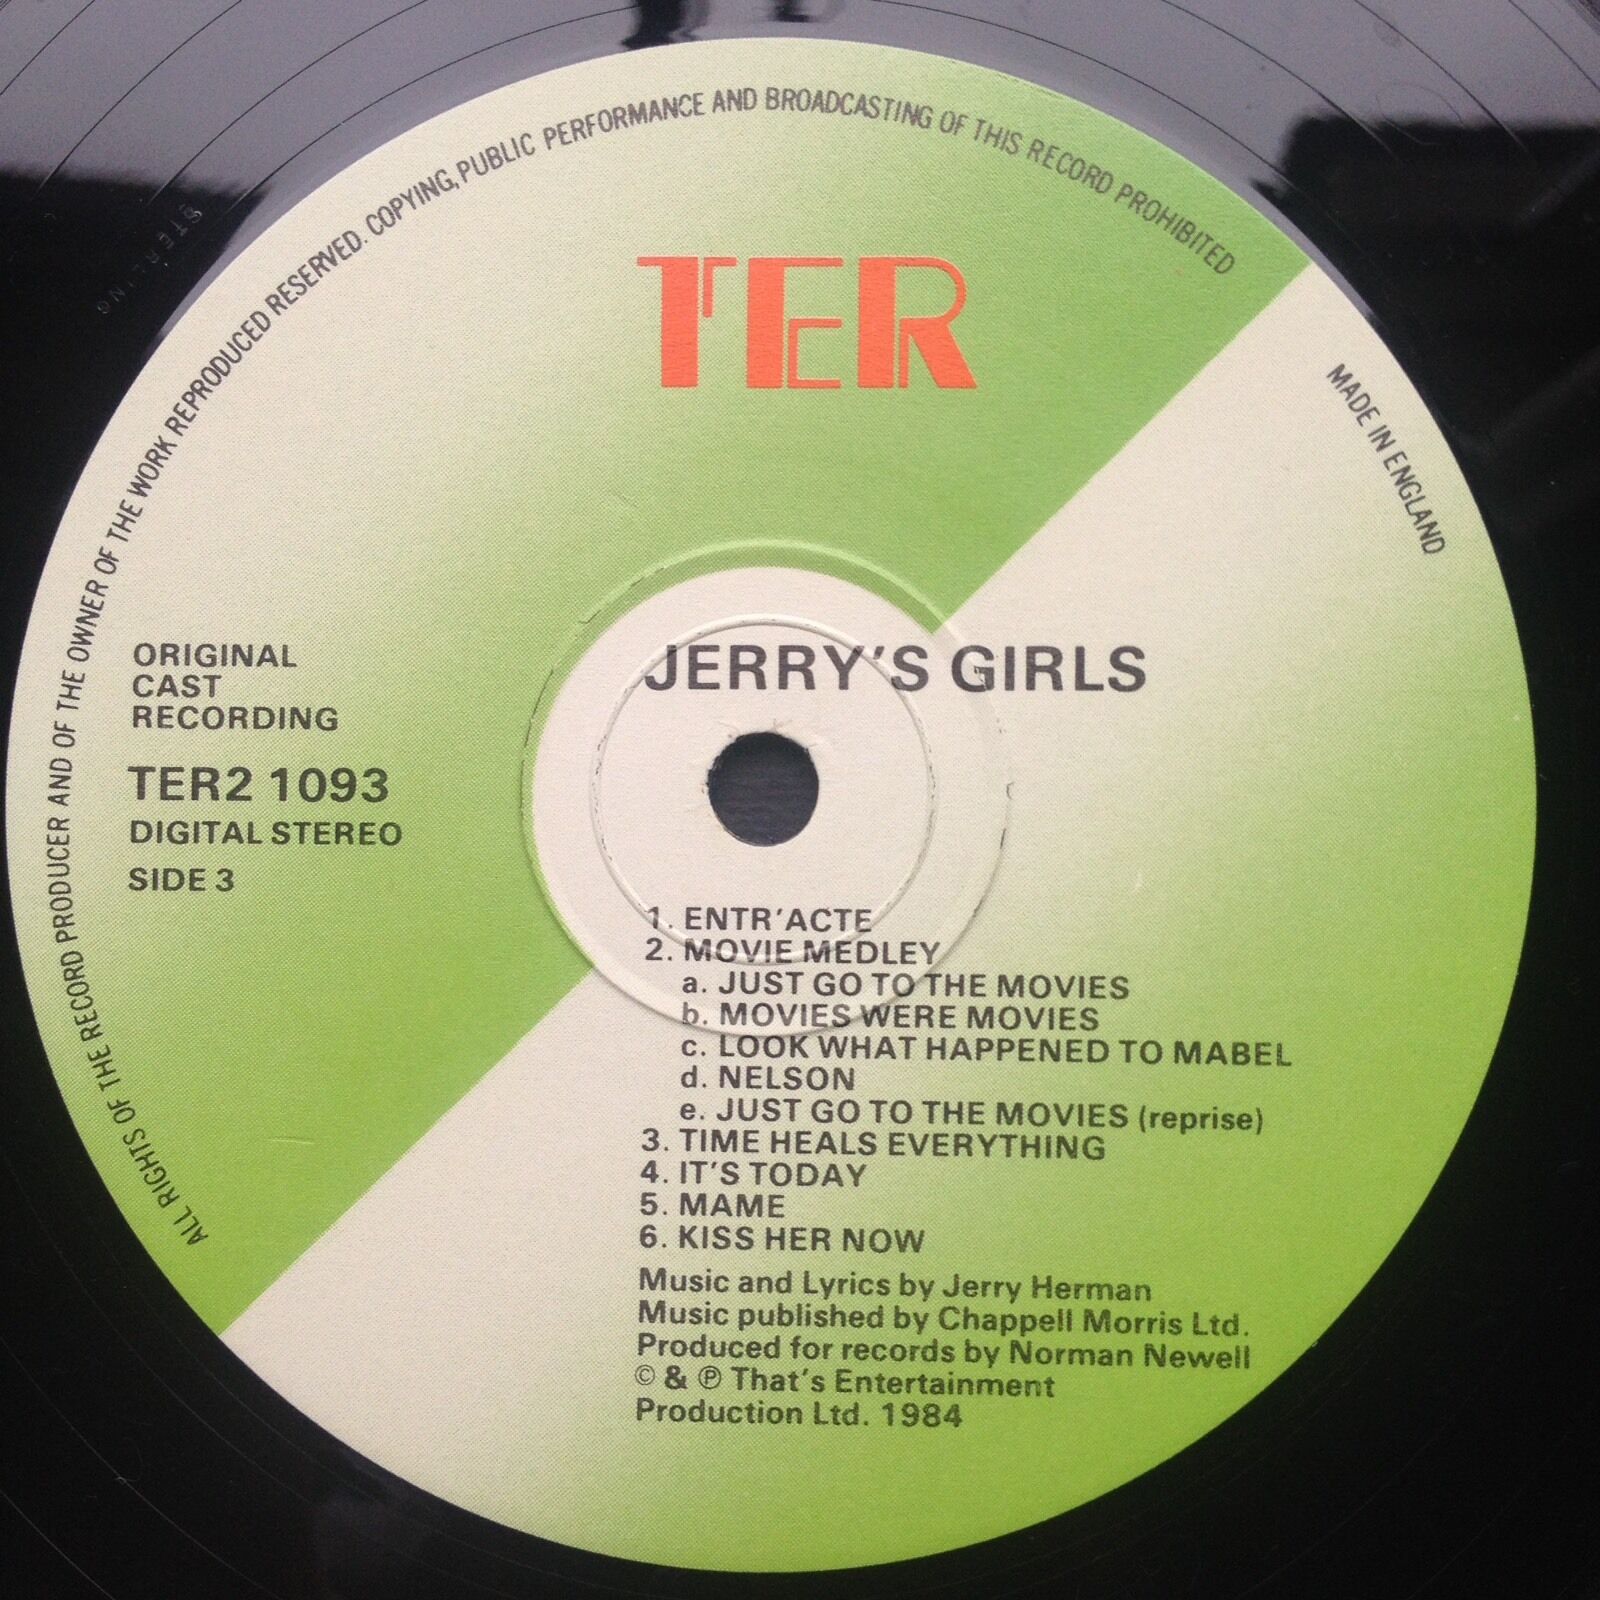 ALL RIGHTS OF THE RECORD PRODUCER AND OF THE OWNER OF THE WORK REPRODUCED RESERVED. COPYING, PUBLIC PERFORMANCE AND BROADCASTING OF THIS RECORD PROHIBITED
TER
MADE IN ENGLAND
STERLING
JERRY'S GIRLS
ORIGINAL
CAST
RECORDING
TER2 1093
DIGITAL STEREO
SIDE 3
1. ENTR'ACTE
2. MOVIE MEDLEY
a. JUST GO TO THE MOVIES
b. MOVIES WERE MOVIES
c. LOOK WHAT HAPPENED TO MABEL
d. NELSON
e. JUST GO TO THE MOVIES (reprise)
3. TIME HEALS EVERYTHING
4. IT'S TODAY
5. MAME
6. KISS HER NOW
Music and Lyrics by Jerry Herman
Music published by Chappell Morris Ltd.
Produced for records by Norman Newell
© & ℗ That's Entertainment
Production Ltd. 1984